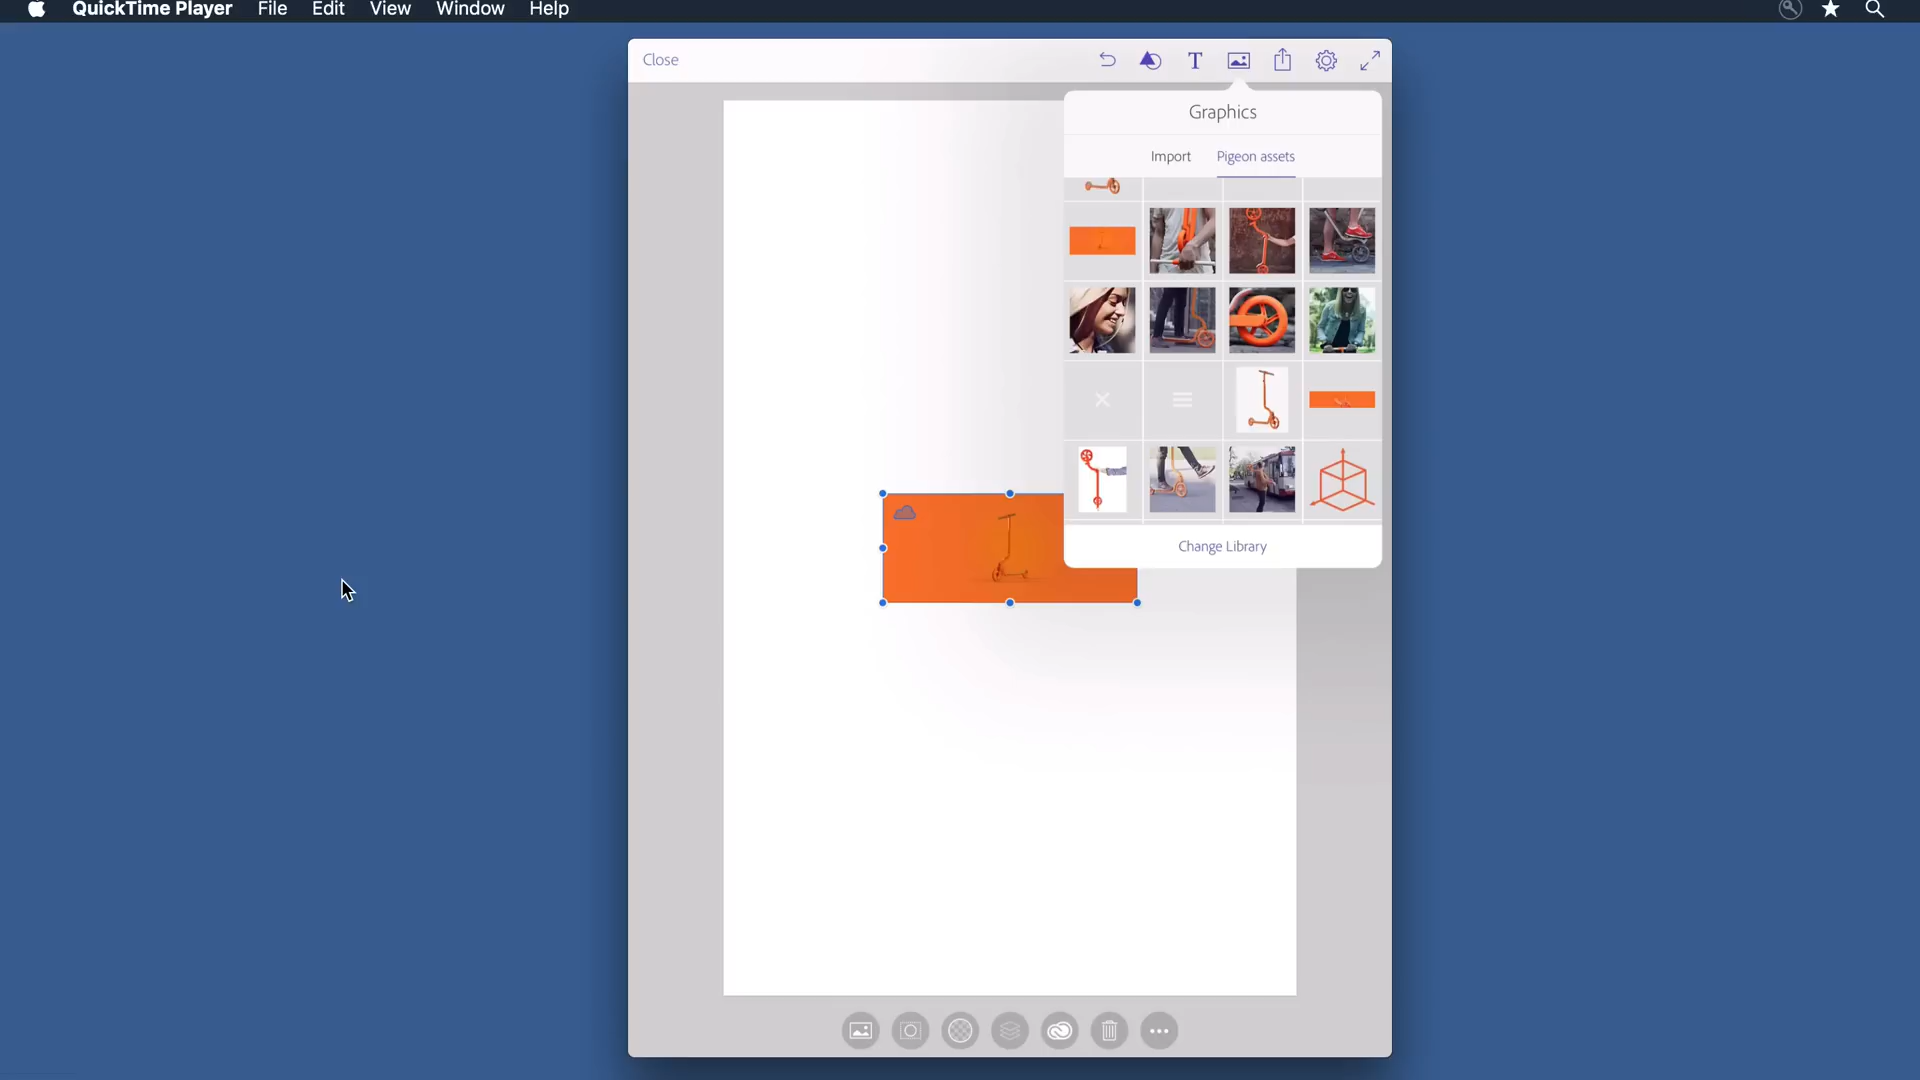 QuickTime Player File Edit View Window Help
Close
T
Graphics
Import Pigeon assets
Change Library